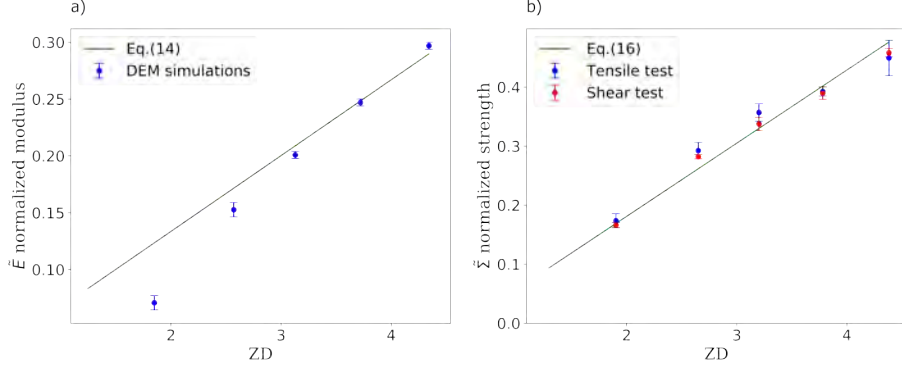 a)
Eq.(14)
DEM simulations
0.30
0.25
0.20
0.15
0.10
Ẽ normalized modulus
2
3
4
ZD
b)
Eq.(16)
Tensile test
Shear test
0.4
0.3
0.2
0.1
0.0
Σ̃ normalized strength
2
3
4
ZD